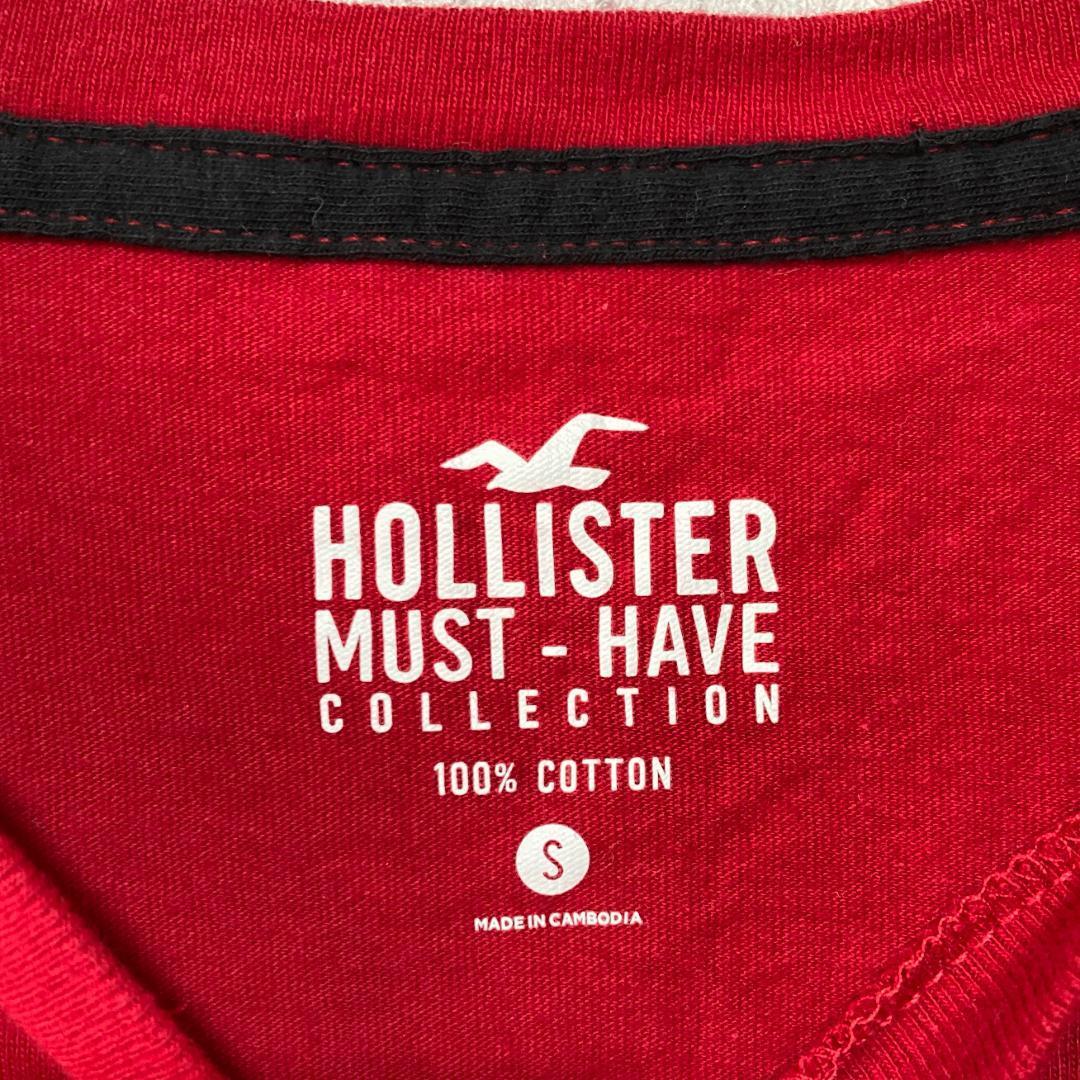 HOLLISTER
MUST - HAVE
COLLECTION
100% COTTON
S
MADE IN CAMBODIA